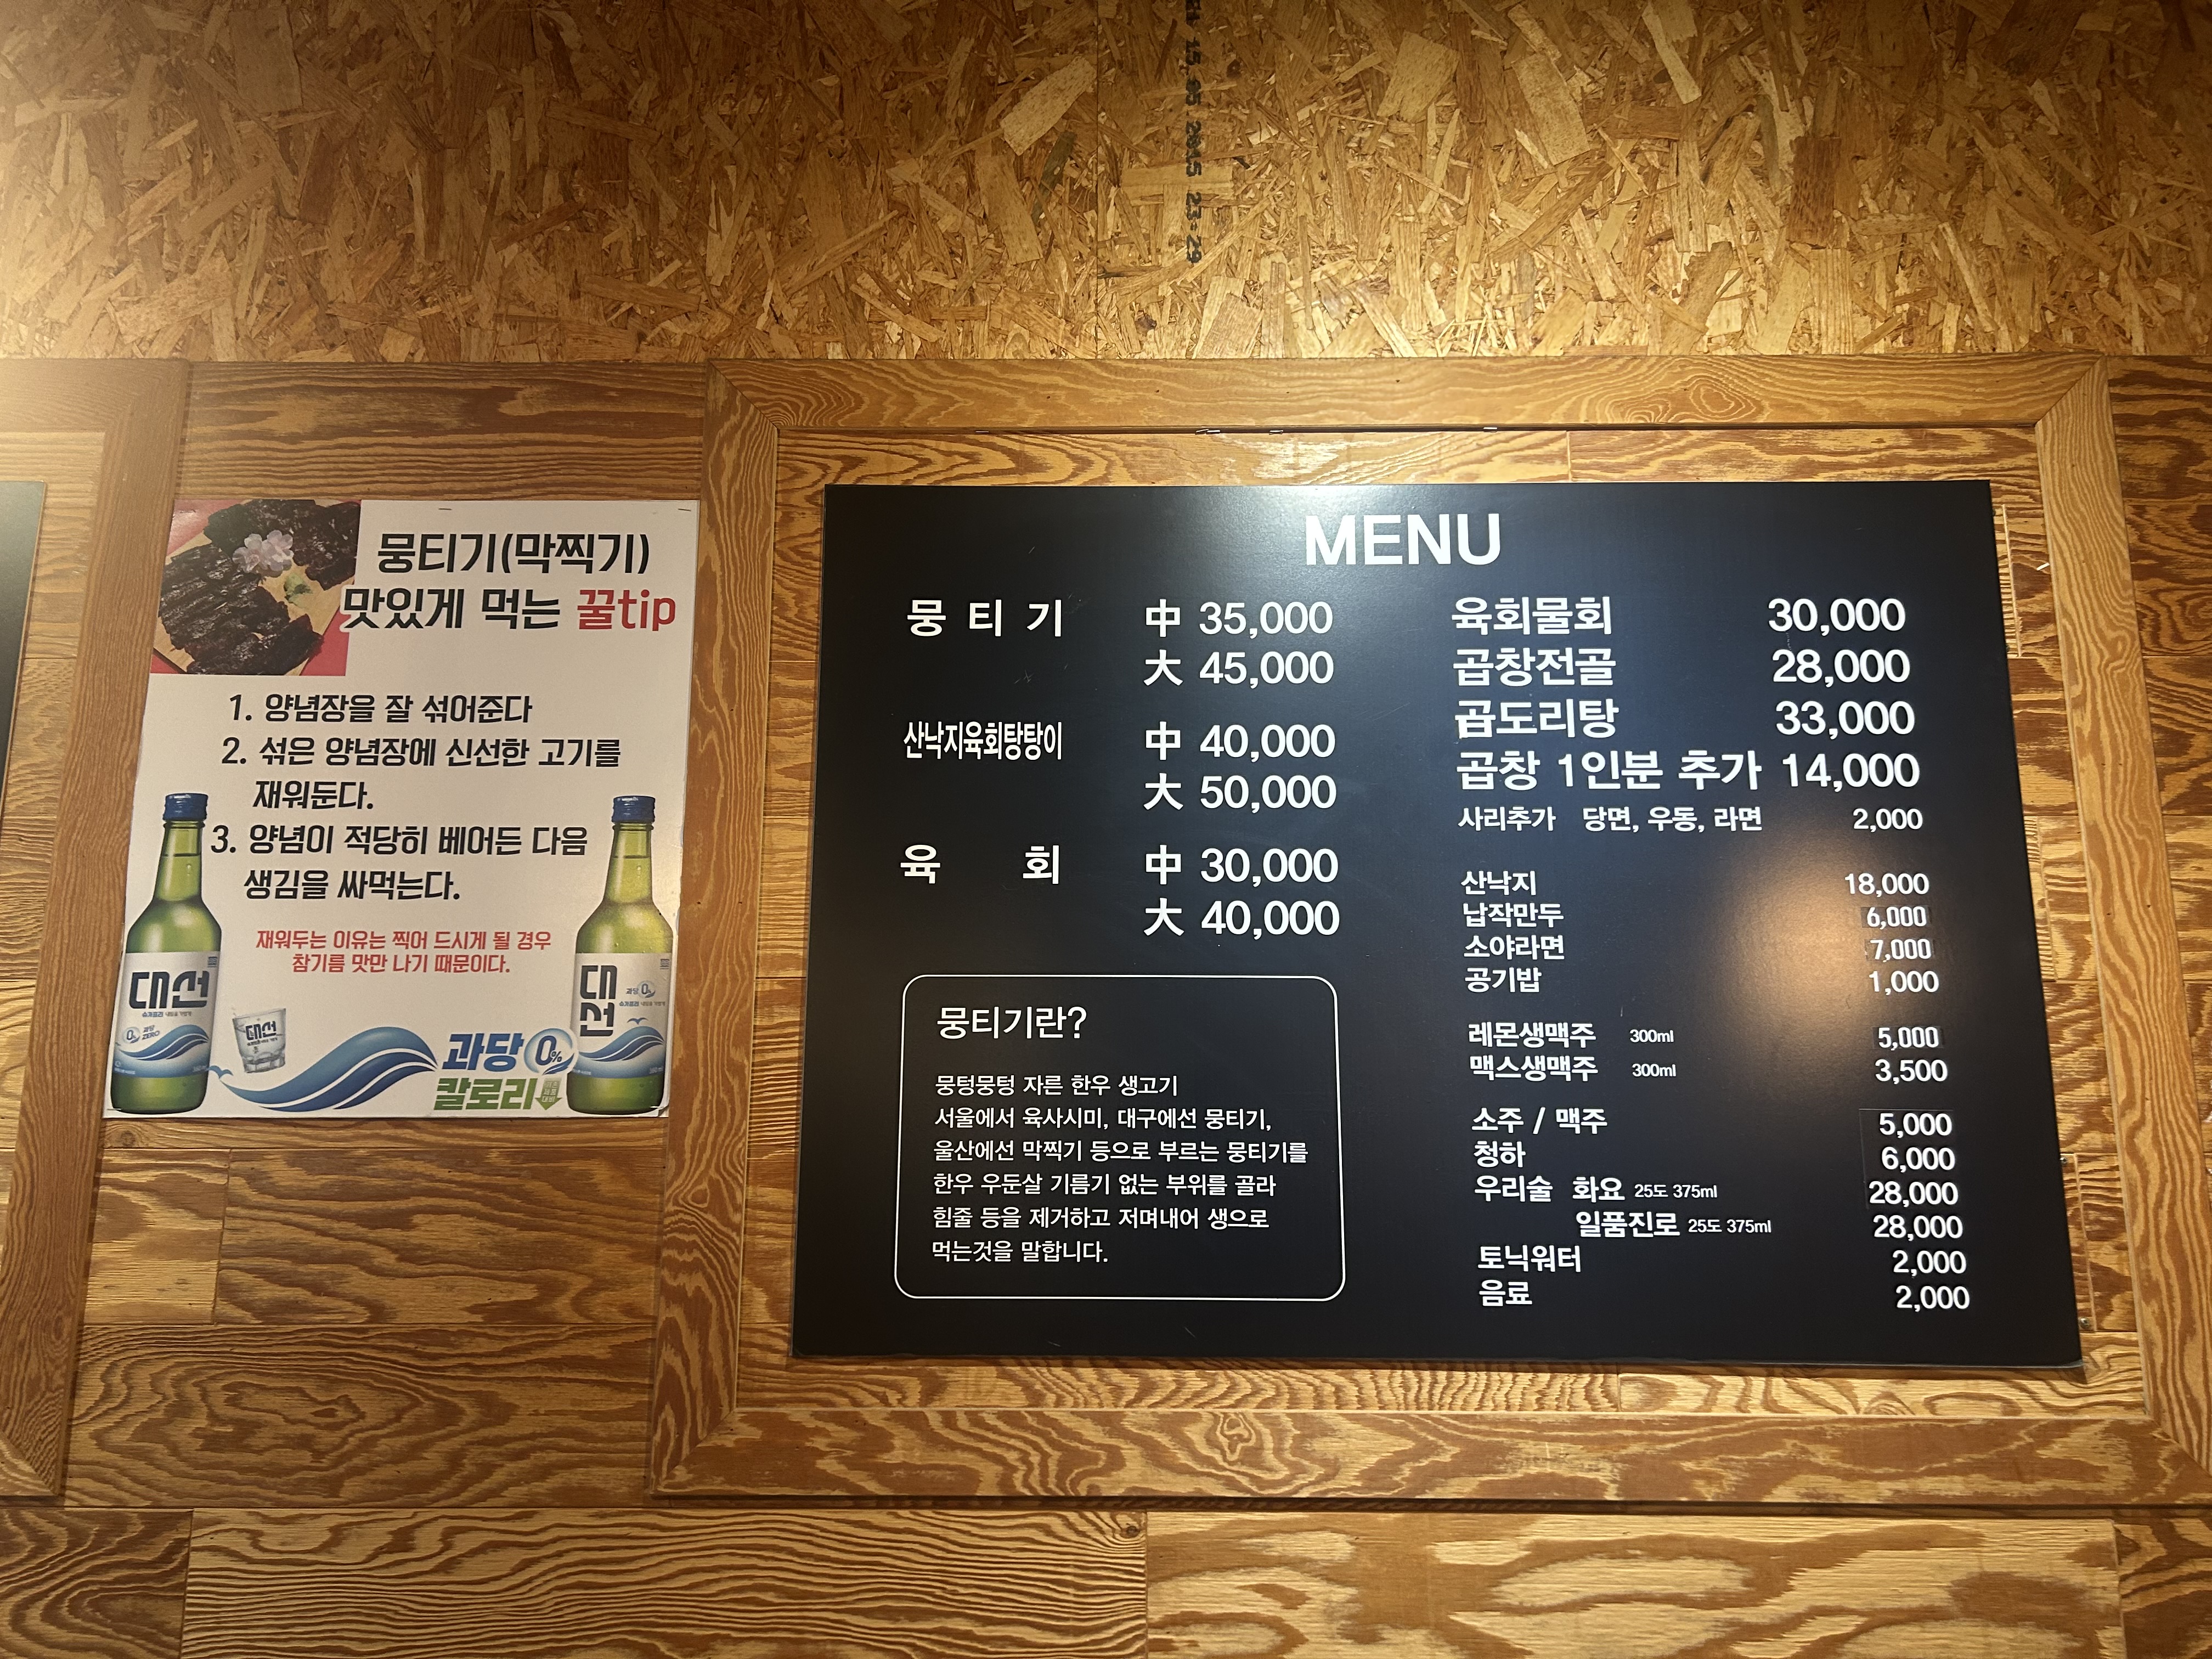 뭉티기(막찍기)
맛있게 먹는 꿀tip
1. 양념장을 잘 섞어준다
2. 섞은 양념장에 신선한 고기를
재워둔다.
3. 양념이 적당히 베어든 다음
생김을 싸먹는다.
재워두는 이유는 찍어 드시게 될 경우
참기름 맛만 나기 때문이다.
대선
대선
대선
과당 0%
칼로리
MENU
뭉 티 기 中 35,000
大 45,000
산낙지육회탕탕이 中 40,000
大 50,000
육 회 中 30,000
大 40,000
뭉티기란?
뭉텅뭉텅 자른 한우 생고기
서울에서 육사시미, 대구에선 뭉티기,
울산에선 막찍기 등으로 부르는 뭉티기를
한우 우둔살 기름기 없는 부위를 골라
힘줄 등을 제거하고 저며내어 생으로
먹는것을 말합니다.
육회물회 30,000
곱창전골 28,000
곱도리탕 33,000
곱창 1인분 추가 14,000
사리추가 당면, 우동, 라면 2,000
산낙지 18,000
납작만두 6,000
소야라면 7,000
공기밥 1,000
레몬생맥주 300ml 5,000
맥스생맥주 300ml 3,500
소주 / 맥주 5,000
청하 6,000
우리술 화요 25도 375ml 28,000
일품진로 25도 375ml 28,000
토닉워터 2,000
음료 2,000